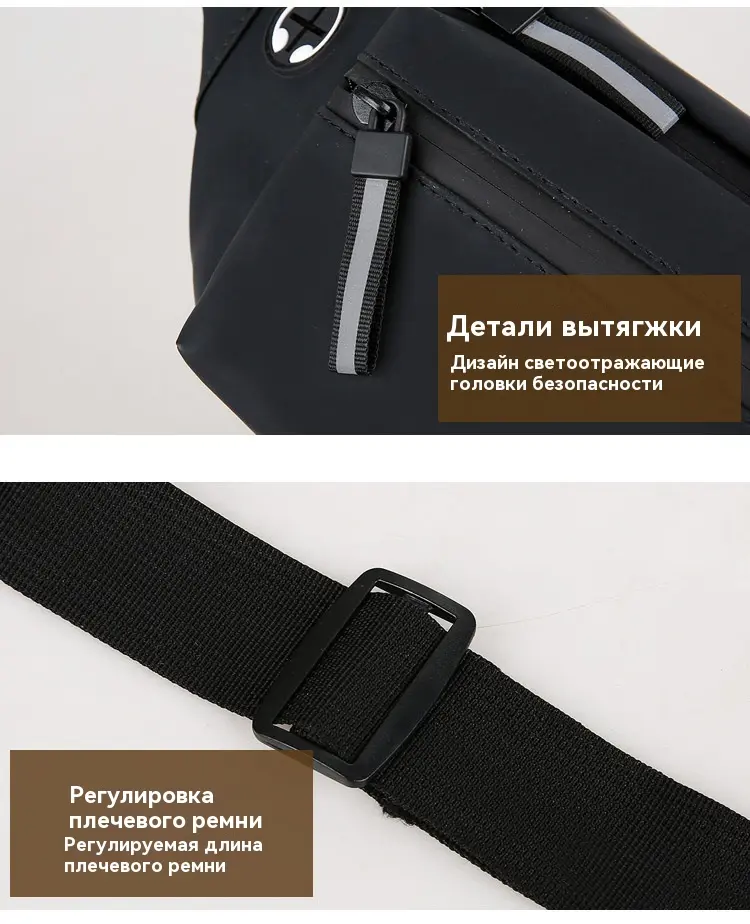 Детали вытягжки
Дизайн светоотражающие
головки безопасности
Регулировка
плечевого ремни
Регулируемая длина
плечевого ремни